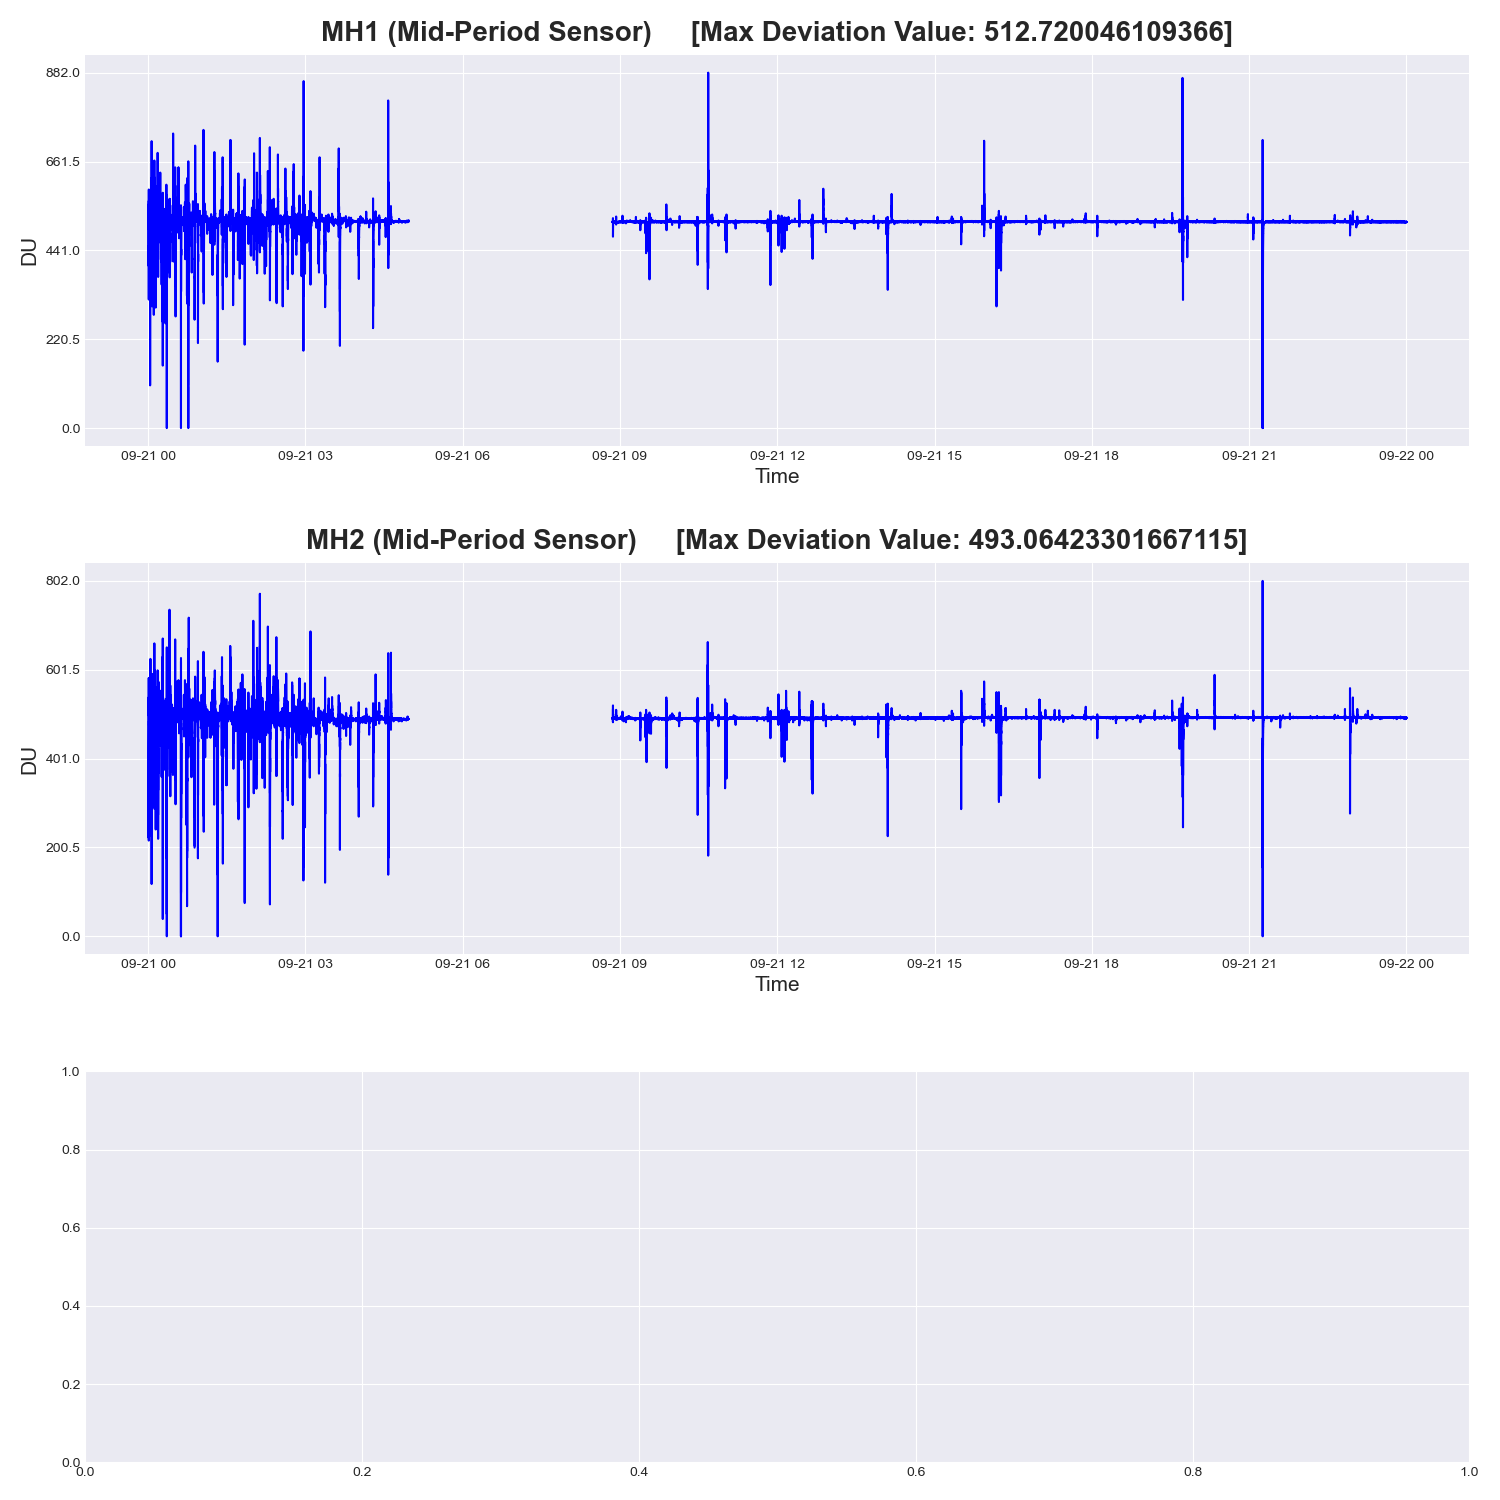 MH1 (Mid-Period Sensor) [Max Deviation Value: 512.720046109366]
882.0
661.5
441.0
220.5
0.0
DU
09-21 00 09-21 03 09-21 06 09-21 09 09-21 12 09-21 15 09-21 18 09-21 21 09-22 00
Time
MH2 (Mid-Period Sensor) [Max Deviation Value: 493.06423301667115]
802.0
601.5
401.0
200.5
0.0
DU
09-21 00 09-21 03 09-21 06 09-21 09 09-21 12 09-21 15 09-21 18 09-21 21 09-22 00
Time
1.0
0.8
0.6
0.4
0.2
0.0
0.0 0.2 0.4 0.6 0.8 1.0